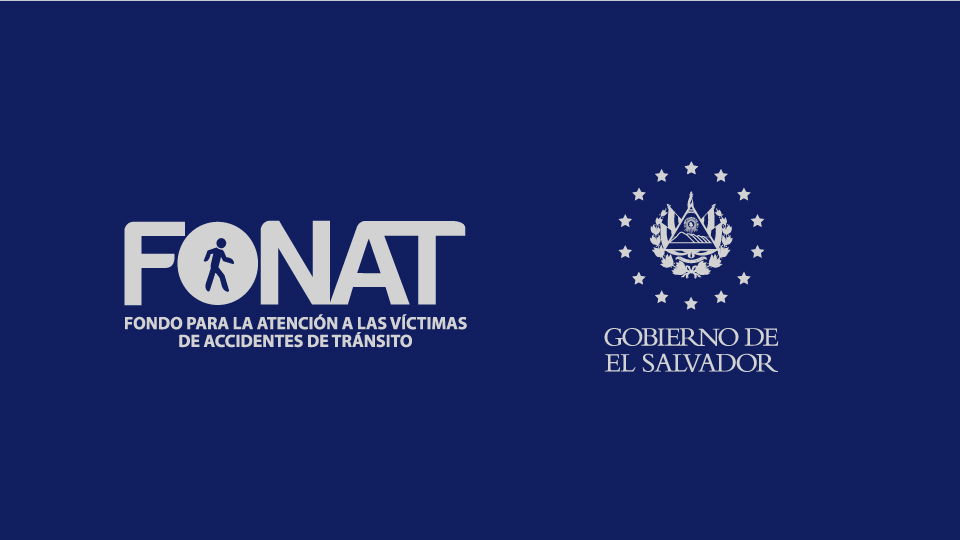 FONAT
FONDO PARA LA ATENCIÓN A LAS VÍCTIMAS
DE ACCIDENTES DE TRÁNSITO
GOBIERNO DE
EL SALVADOR